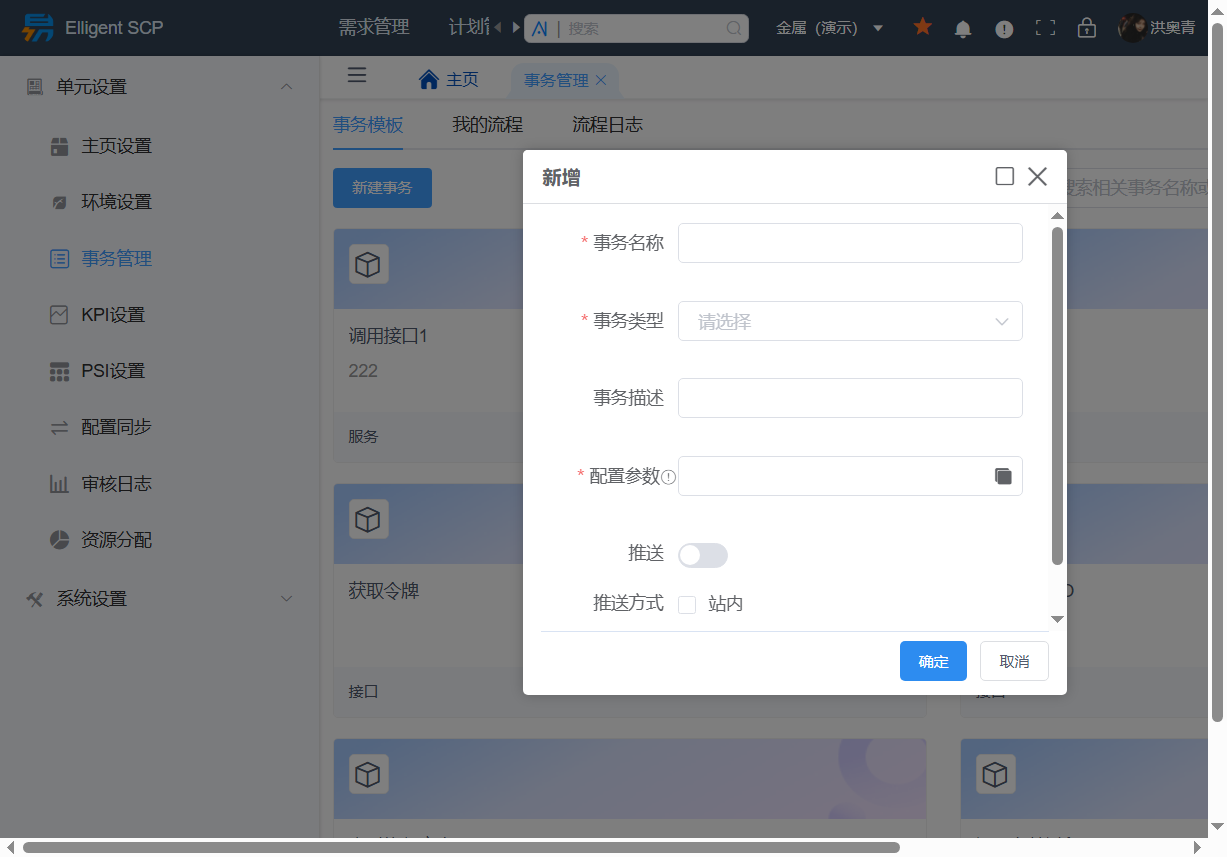 Elligent SCP
需求管理
计划
AI | 搜索
金属（演示）
洪奥青
单元设置
主页设置
环境设置
事务管理
KPI设置
PSI设置
配置同步
审核日志
资源分配
系统设置
主页
事务管理
事务模板
我的流程
流程日志
新建事务
搜索相关事务名称或
调用接口1
222
服务
获取令牌
接口
新增
* 事务名称
* 事务类型
请选择
事务描述
* 配置参数
推送
推送方式
站内
确定
取消